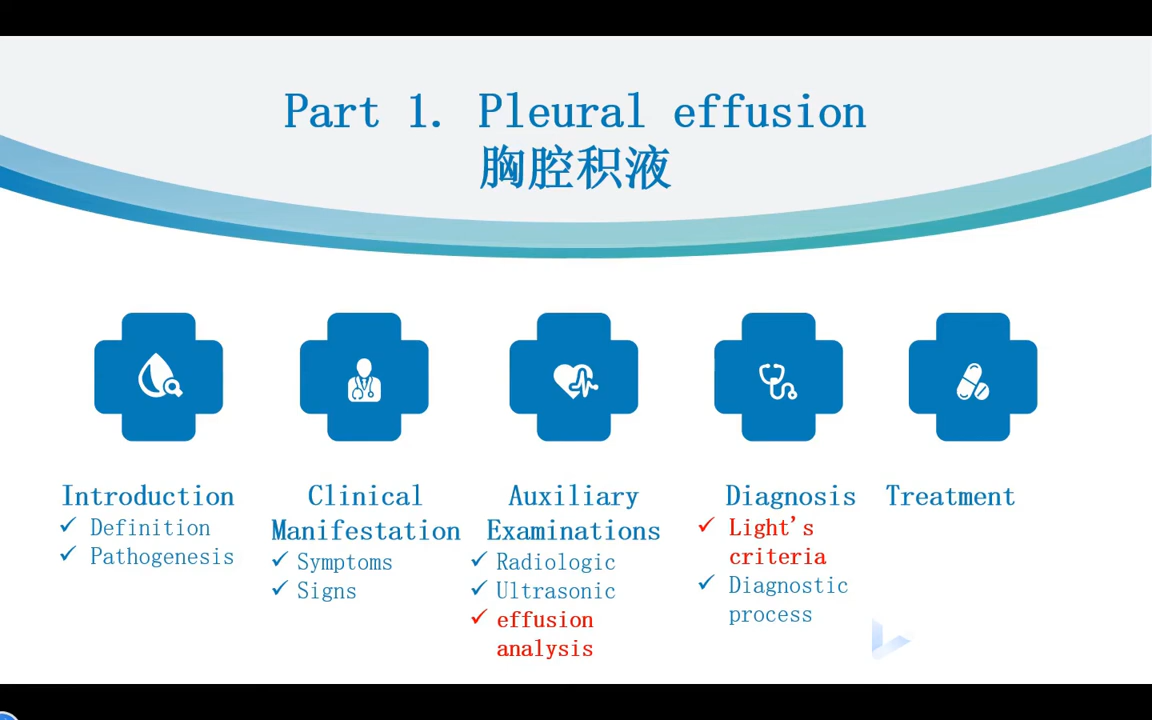 Part 1. Pleural effusion
胸腔积液
Introduction
✓ Definition
✓ Pathogenesis
Clinical
Manifestation
✓ Symptoms
✓ Signs
Auxiliary
Examinations
✓ Radiologic
✓ Ultrasonic
✓ effusion
analysis
Diagnosis
✓ Light's
criteria
✓ Diagnostic
process
Treatment